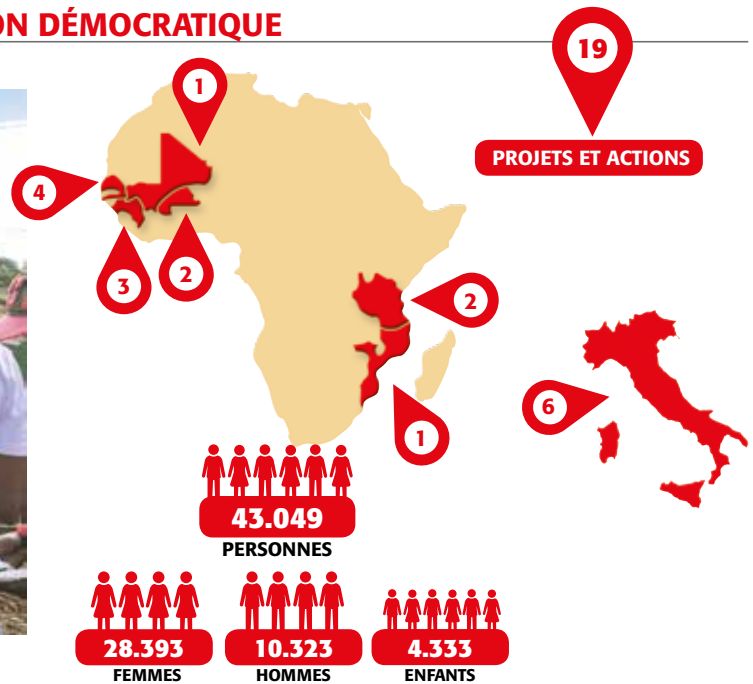 ON DÉMOCRATIQUE
19
PROJETS ET ACTIONS
1
4
3
2
2
1
6
43.049
PERSONNES
28.393
FEMMES
10.323
HOMMES
4.333
ENFANTS